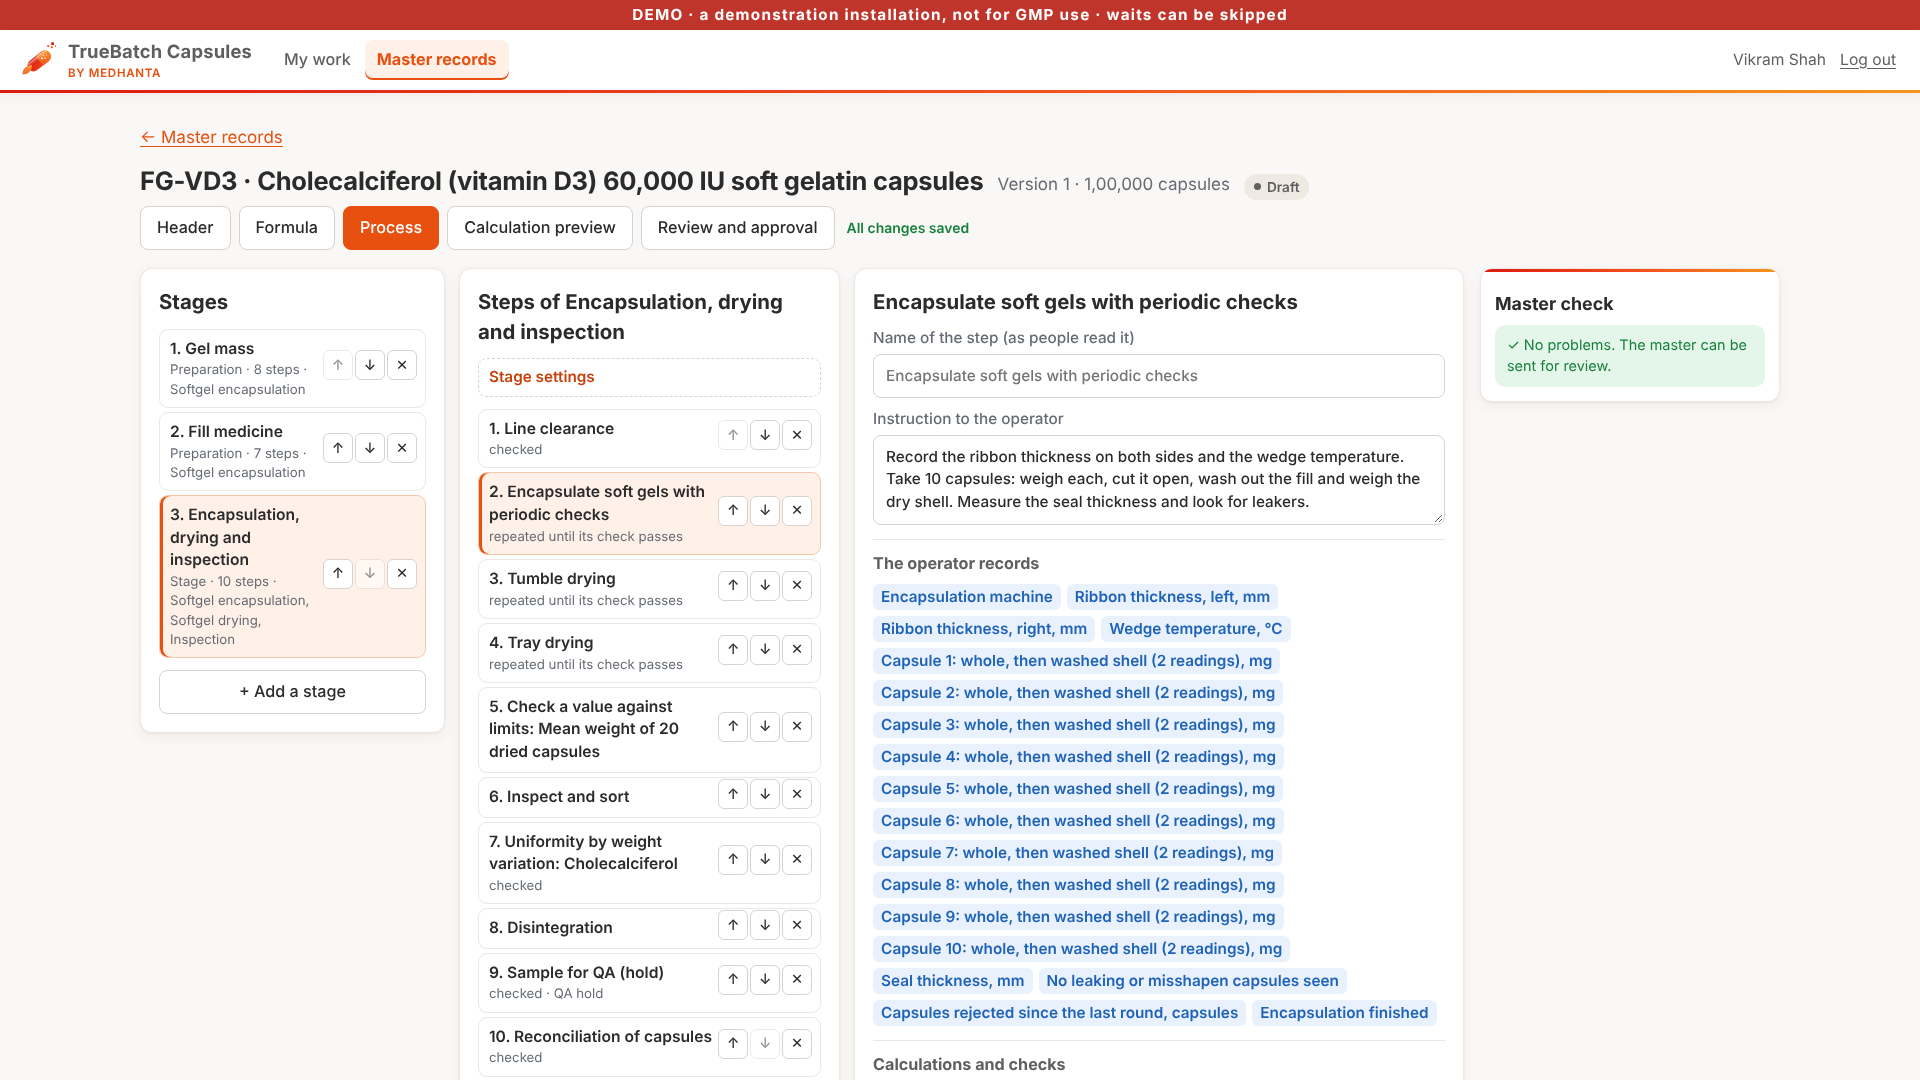 DEMO · a demonstration installation, not for GMP use · waits can be skipped
TrueBatch Capsules
BY MEDHANTA
My work
Master records
Vikram Shah
Log out
← Master records
FG-VD3 · Cholecalciferol (vitamin D3) 60,000 IU soft gelatin capsules
Version 1 · 1,00,000 capsules
Draft
Header
Formula
Process
Calculation preview
Review and approval
All changes saved
Stages
1. Gel mass
Preparation · 8 steps ·
Softgel encapsulation
↑ ↓ ✕
2. Fill medicine
Preparation · 7 steps ·
Softgel encapsulation
↑ ↓ ✕
3. Encapsulation,
drying and
inspection
Stage · 10 steps ·
Softgel encapsulation,
Softgel drying,
Inspection
↑ ↓ ✕
+ Add a stage
Steps of Encapsulation, drying
and inspection
Stage settings
1. Line clearance
checked
↑ ↓ ✕
2. Encapsulate soft gels with
periodic checks
repeated until its check passes
↑ ↓ ✕
3. Tumble drying
repeated until its check passes
↑ ↓ ✕
4. Tray drying
repeated until its check passes
↑ ↓ ✕
5. Check a value against
limits: Mean weight of 20
dried capsules
↑ ↓ ✕
6. Inspect and sort
↑ ↓ ✕
7. Uniformity by weight
variation: Cholecalciferol
checked
↑ ↓ ✕
8. Disintegration
↑ ↓ ✕
9. Sample for QA (hold)
checked · QA hold
↑ ↓ ✕
10. Reconciliation of capsules
checked
↑ ↓ ✕
Encapsulate soft gels with periodic checks
Name of the step (as people read it)
Encapsulate soft gels with periodic checks
Instruction to the operator
Record the ribbon thickness on both sides and the wedge temperature.
Take 10 capsules: weigh each, cut it open, wash out the fill and weigh the
dry shell. Measure the seal thickness and look for leakers.
The operator records
Encapsulation machine
Ribbon thickness, left, mm
Ribbon thickness, right, mm
Wedge temperature, °C
Capsule 1: whole, then washed shell (2 readings), mg
Capsule 2: whole, then washed shell (2 readings), mg
Capsule 3: whole, then washed shell (2 readings), mg
Capsule 4: whole, then washed shell (2 readings), mg
Capsule 5: whole, then washed shell (2 readings), mg
Capsule 6: whole, then washed shell (2 readings), mg
Capsule 7: whole, then washed shell (2 readings), mg
Capsule 8: whole, then washed shell (2 readings), mg
Capsule 9: whole, then washed shell (2 readings), mg
Capsule 10: whole, then washed shell (2 readings), mg
Seal thickness, mm
No leaking or misshapen capsules seen
Capsules rejected since the last round, capsules
Encapsulation finished
Calculations and checks
Master check
✓ No problems. The master can be
sent for review.